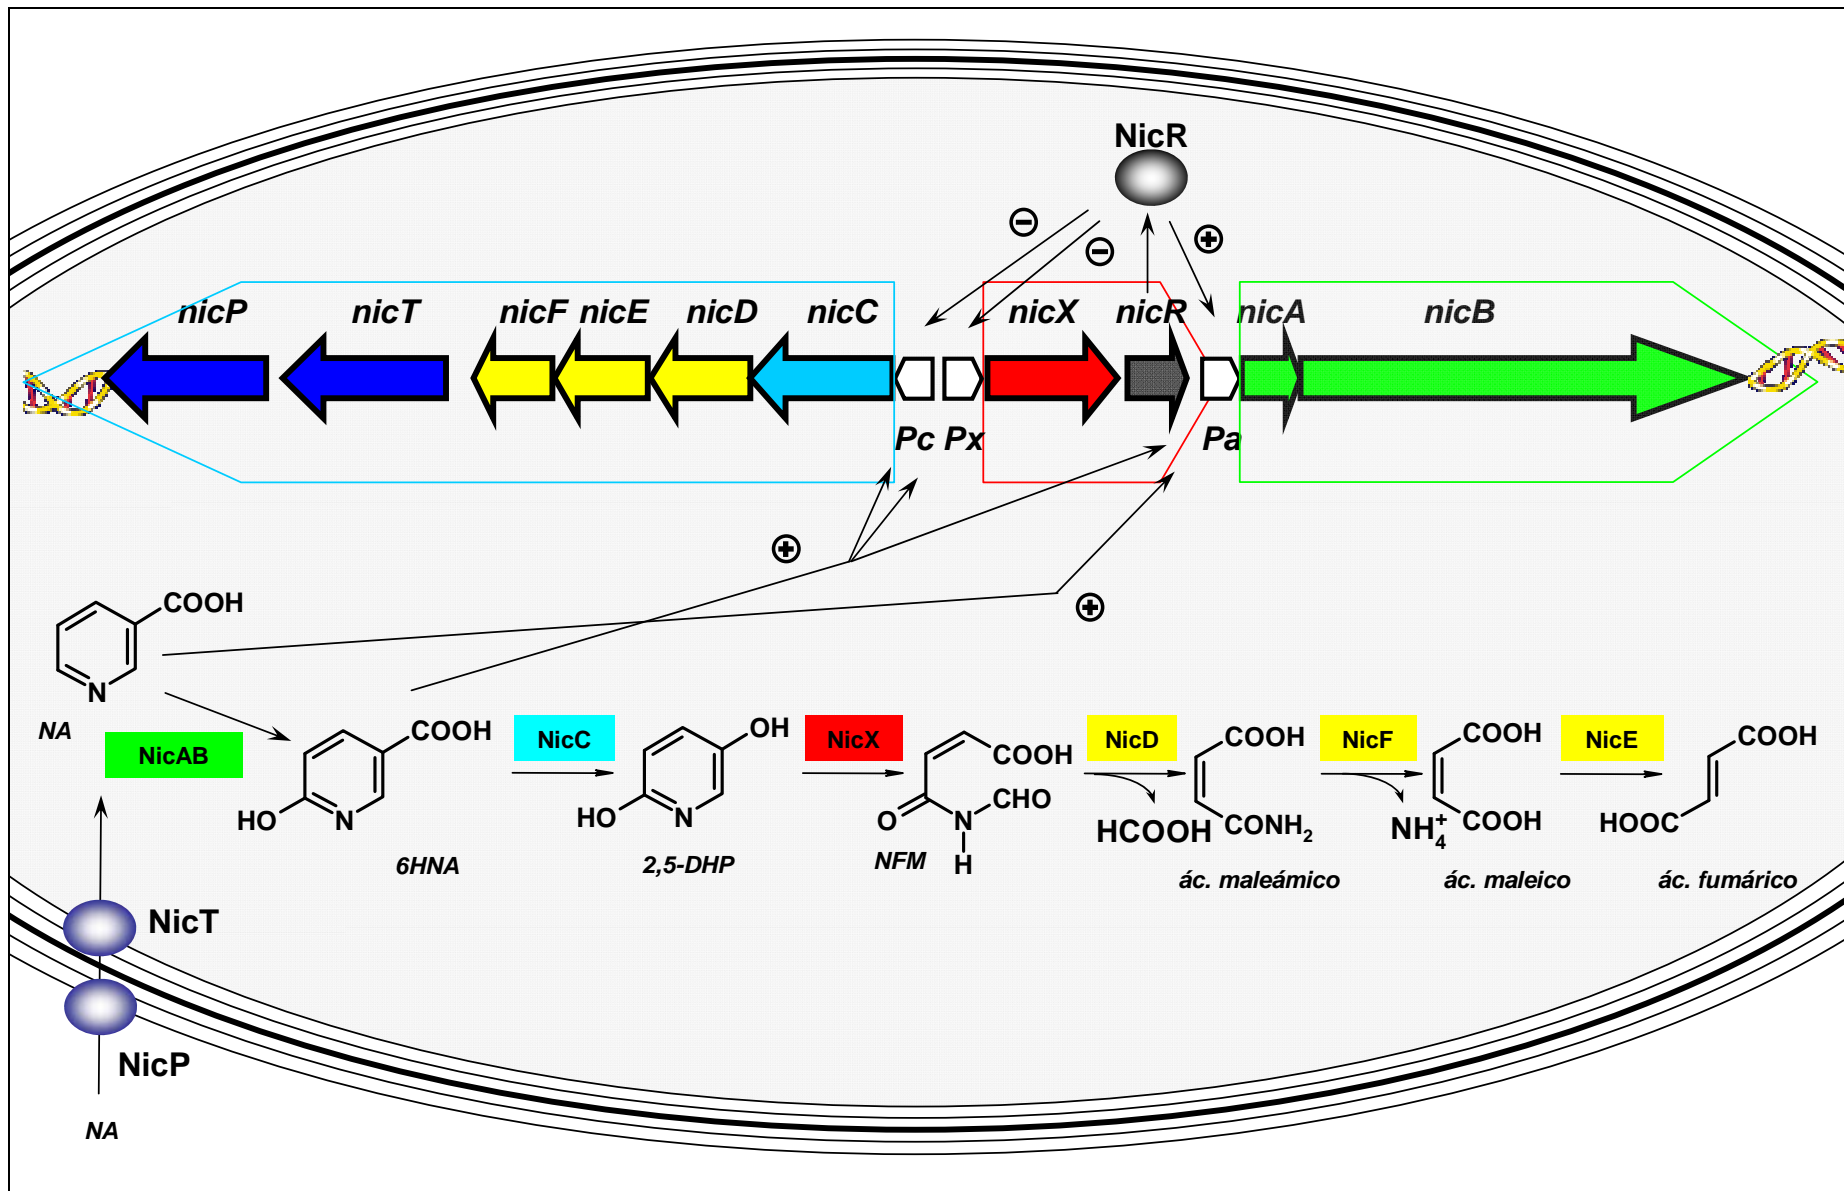 NicR
− − +
nicP nicT nicF nicE nicD nicC nicX nicR nicA nicB
Pc Px Pa
+
+
COOH
N
NA
NicAB
COOH
HO N
6HNA
NicC
OH
HO N
2,5-DHP
NicX
COOH
O N CHO
H
NFM
NicD
HCOOH
COOH
CONH2
ác. maleámico
NicF
NH4+
COOH
COOH
ác. maleico
NicE
COOH
HOOC
ác. fumárico
NicT
NicP
NA